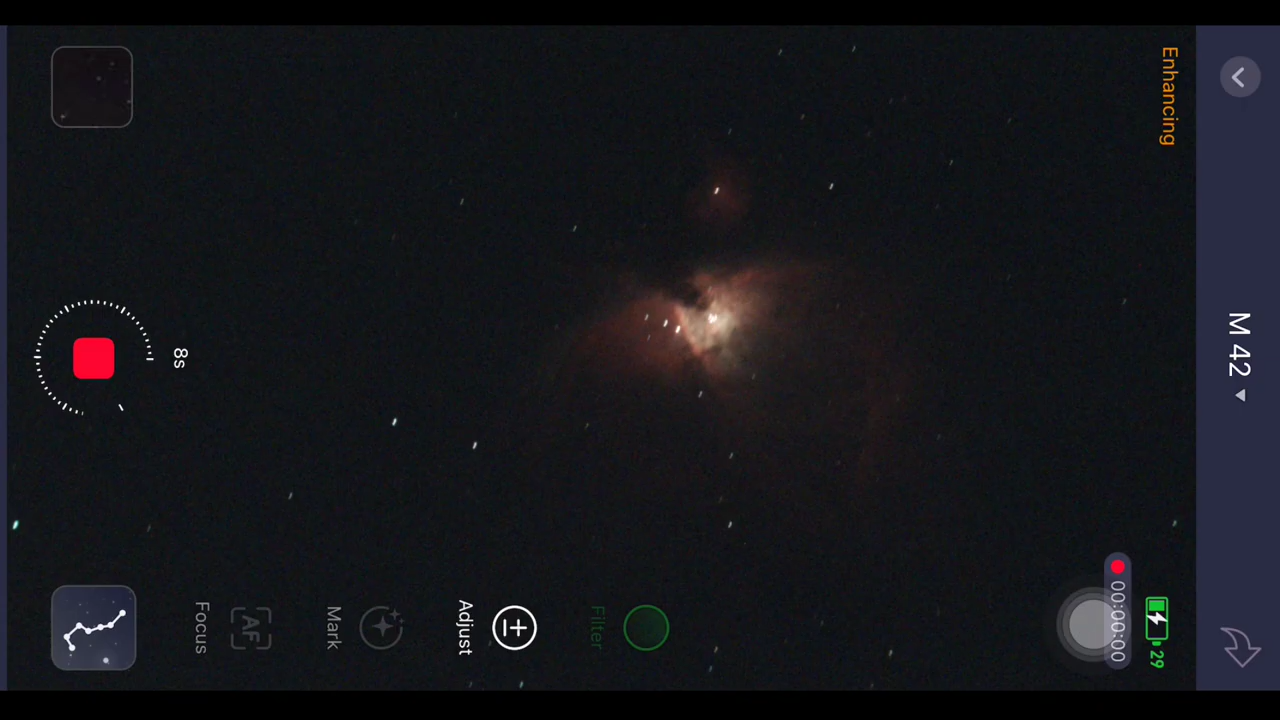 M 42
Enhancing
29
00:00:00
8s
Filter
Adjust
Mark
AF
Focus